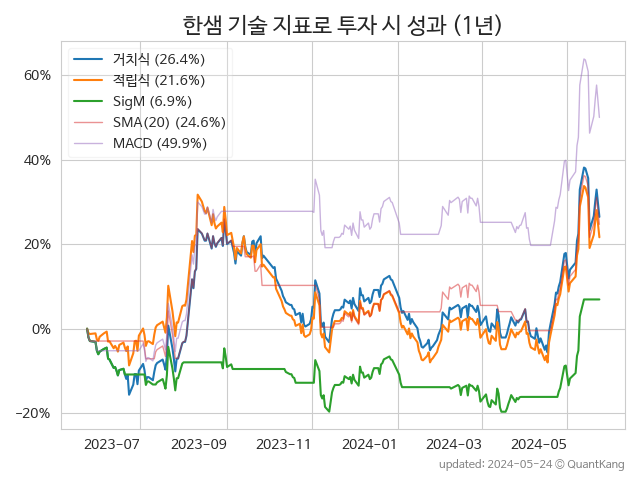 한샘 기술 지표로 투자 시 성과 (1년)
거치식 (26.4%)
적립식 (21.6%)
SigM (6.9%)
SMA(20) (24.6%)
MACD (49.9%)
60%
40%
20%
0%
−20%
2023-07 2023-09 2023-11 2024-01 2024-03 2024-05
updated: 2024-05-24 © QuantKang